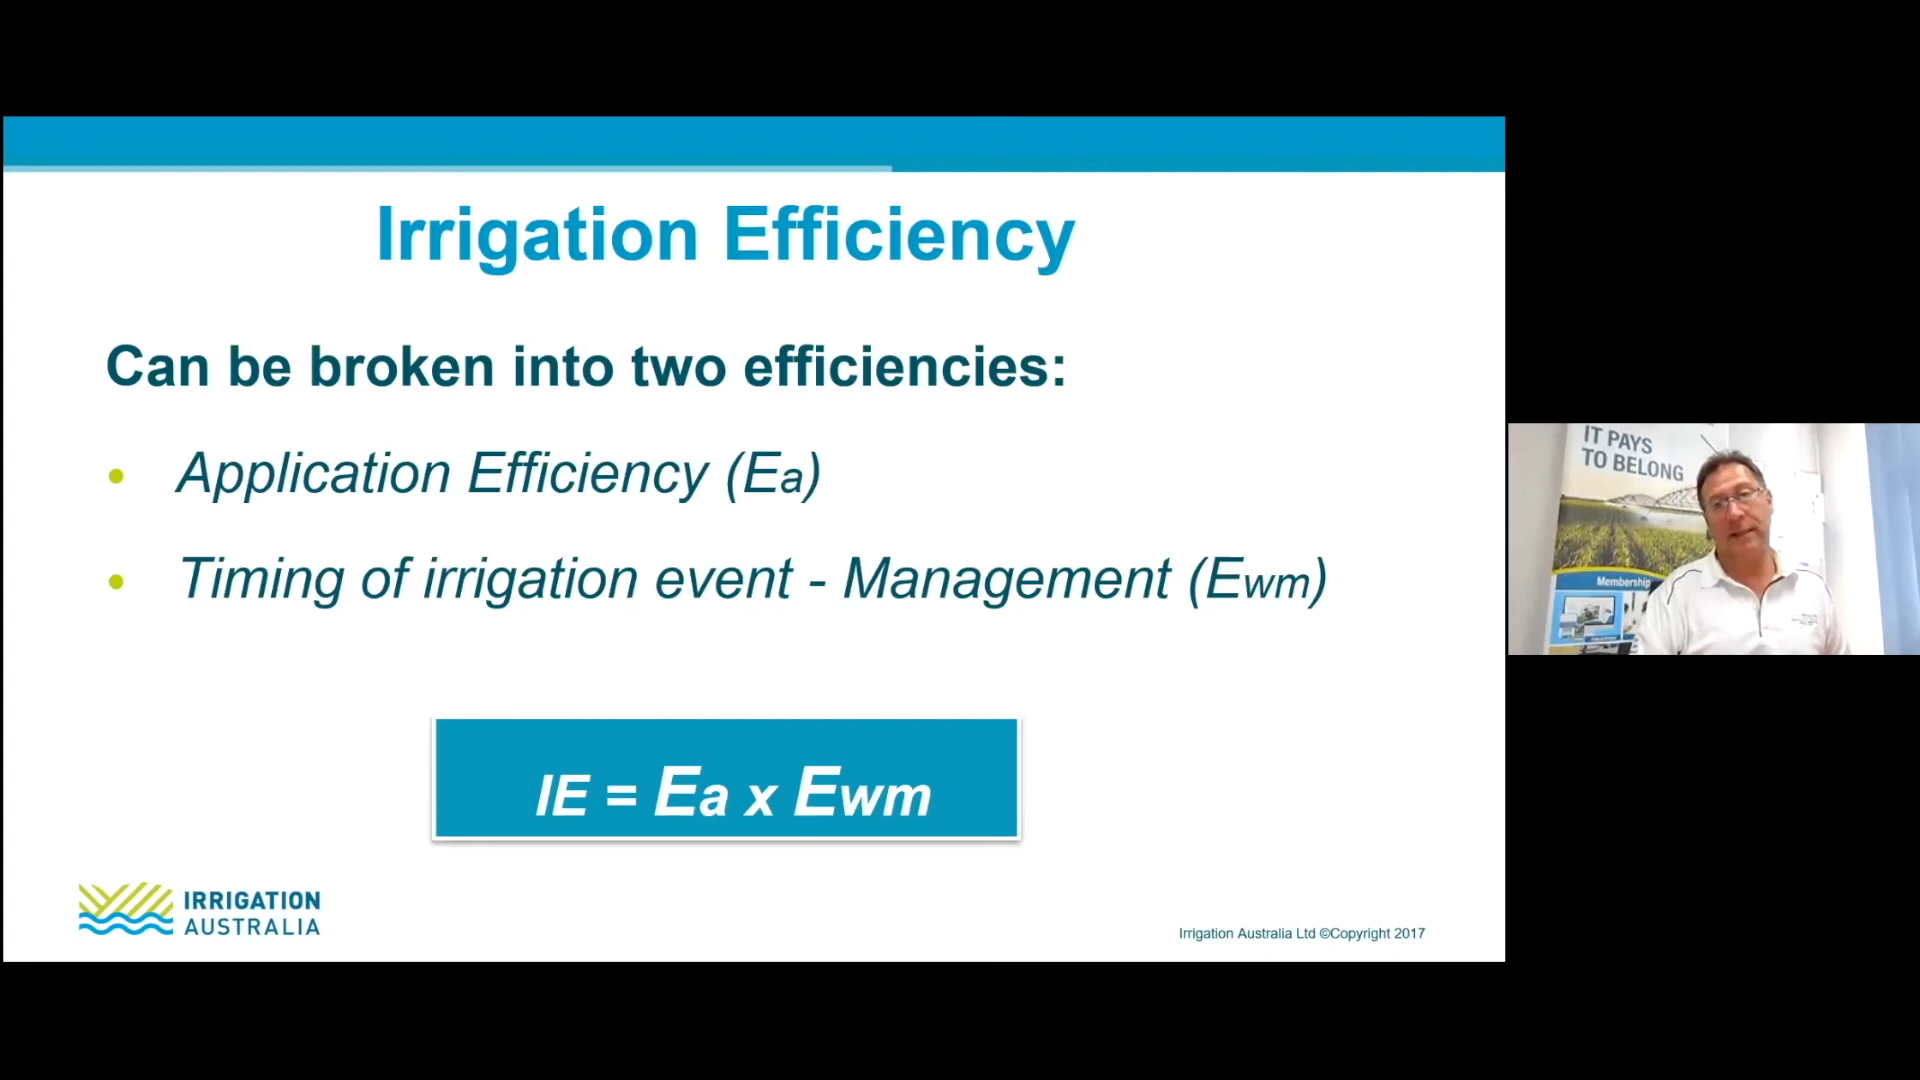 Irrigation Efficiency
Can be broken into two efficiencies:
• Application Efficiency (Ea)
• Timing of irrigation event - Management (Ewm)
IE = Ea x Ewm
IRRIGATION
AUSTRALIA
Irrigation Australia Ltd ©Copyright 2017
IT PAYS
TO BELONG
Membership